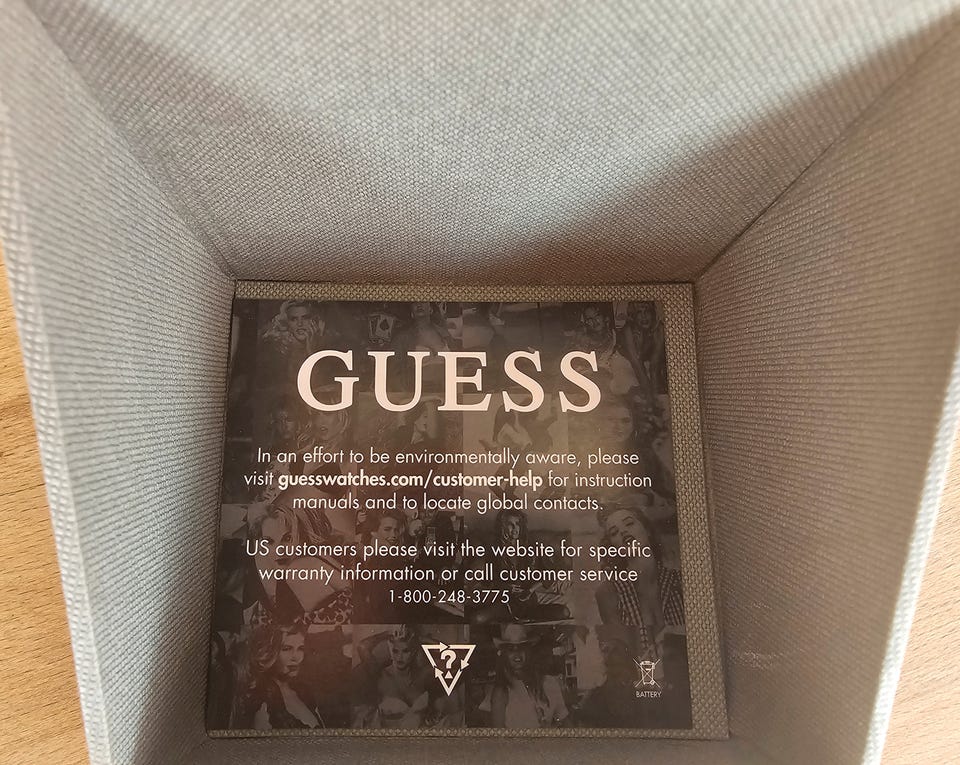 GUESS
In an effort to be environmentally aware, please
visit guesswatches.com/customer-help for instruction
manuals and to locate global contacts.
US customers please visit the website for specific
warranty information or call customer service
1-800-248-3775
?
BATTERY